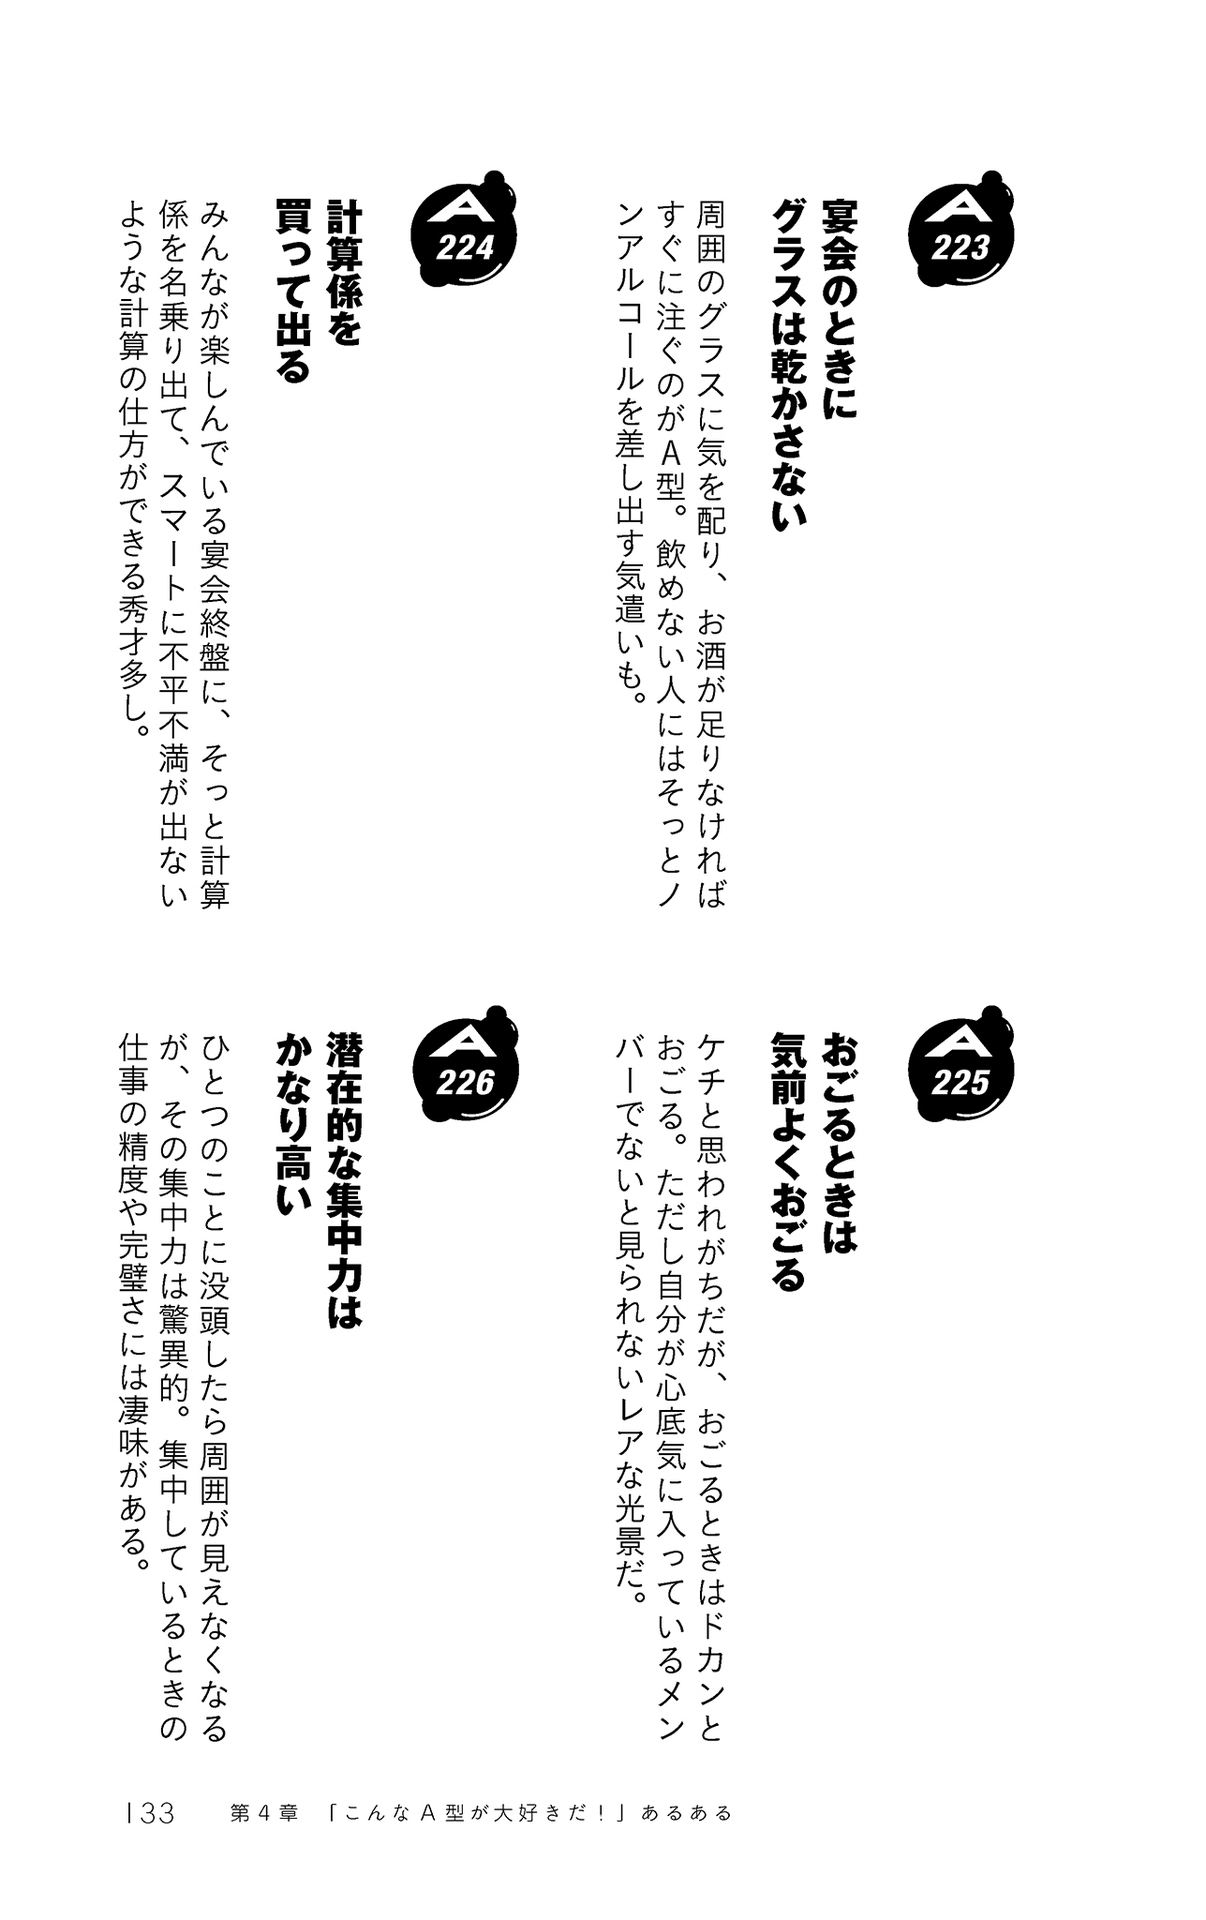 A
223
宴会のときに
グラスは乾かさない
周囲のグラスに気を配り、お酒が足りなければ
すぐに注ぐのがA型。飲めない人にはそっとノ
ンアルコールを差し出す気遣いも。
A
224
計算係を
買って出る
みんなが楽しんでいる宴会終盤に、そっと計算
係を名乗り出て、スマートに不平不満が出ない
ような計算の仕方ができる秀才多し。
A
225
おごるときは
気前よくおごる
ケチと思われがちだが、おごるときはドカンと
おごる。ただし自分が心底気に入っているメン
バーでないと見られないレアな光景だ。
A
226
潜在的な集中力は
かなり高い
ひとつのことに没頭したら周囲が見えなくなる
が、その集中力は驚異的。集中しているときの
仕事の精度や完璧さには凄味がある。
133 第4章 「こんなA型が大好きだ！」あるある